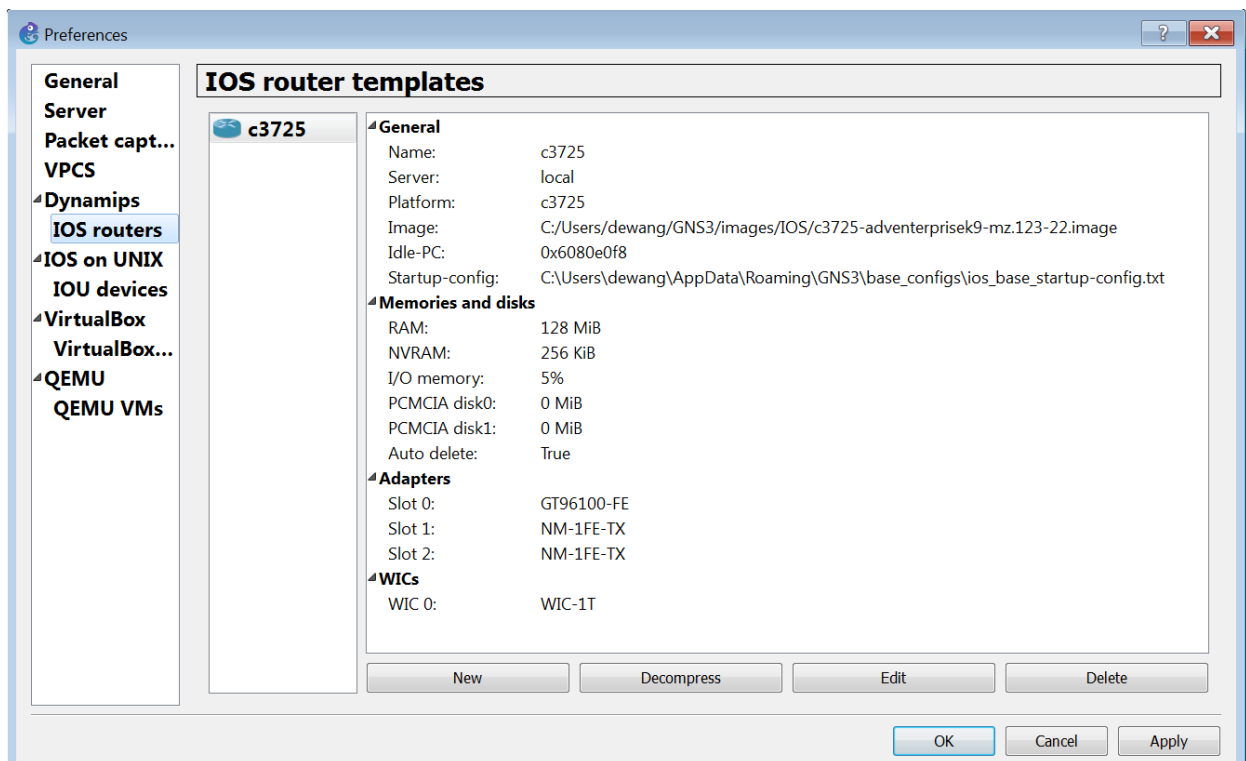 Preferences
General
Server
Packet capt...
VPCS
Dynamips
IOS routers
IOS on UNIX
IOU devices
VirtualBox
VirtualBox...
QEMU
QEMU VMs
IOS router templates
c3725
General
Name: c3725
Server: local
Platform: c3725
Image: C:/Users/dewang/GNS3/images/IOS/c3725-adventerprisek9-mz.123-22.image
Idle-PC: 0x6080e0f8
Startup-config: C:\Users\dewang\AppData\Roaming\GNS3\base_configs\ios_base_startup-config.txt
Memories and disks
RAM: 128 MiB
NVRAM: 256 KiB
I/O memory: 5%
PCMCIA disk0: 0 MiB
PCMCIA disk1: 0 MiB
Auto delete: True
Adapters
Slot 0: GT96100-FE
Slot 1: NM-1FE-TX
Slot 2: NM-1FE-TX
WICs
WIC 0: WIC-1T
New Decompress Edit Delete
OK Cancel Apply